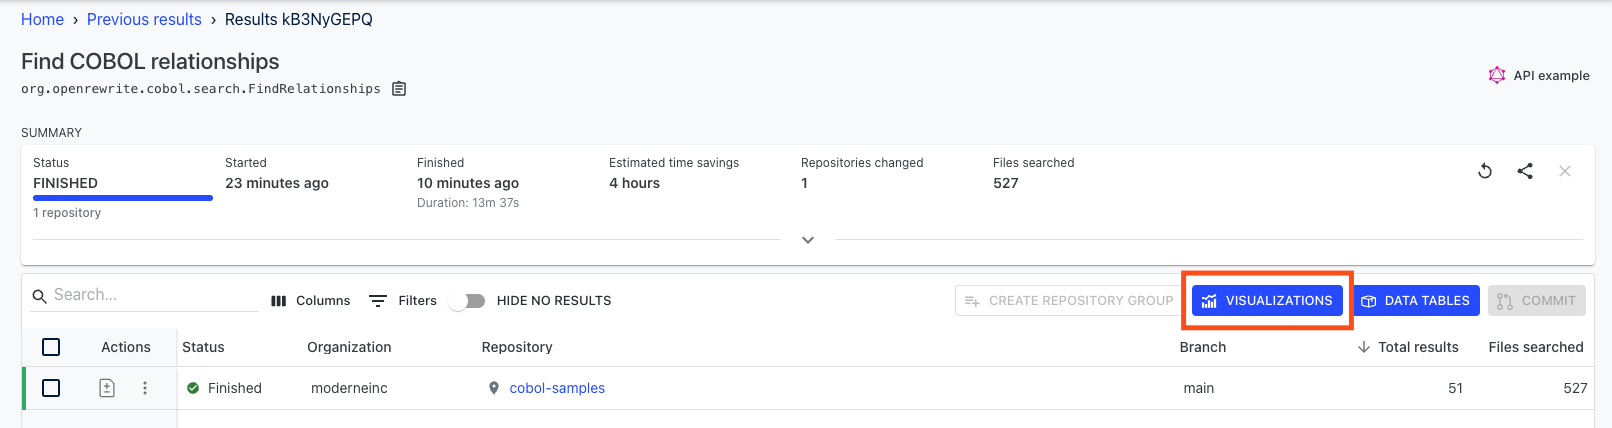 Home › Previous results › Results kB3NyGEPQ
Find COBOL relationships
org.openrewrite.cobol.search.FindRelationships
API example
SUMMARY
Status Started Finished Estimated time savings Repositories changed Files searched
FINISHED 23 minutes ago 10 minutes ago 4 hours 1 527
Duration: 13m 37s
1 repository
Search... Columns Filters HIDE NO RESULTS CREATE REPOSITORY GROUP VISUALIZATIONS DATA TABLES COMMIT
Actions Status Organization Repository Branch Total results Files searched
Finished moderneinc cobol-samples main 51 527